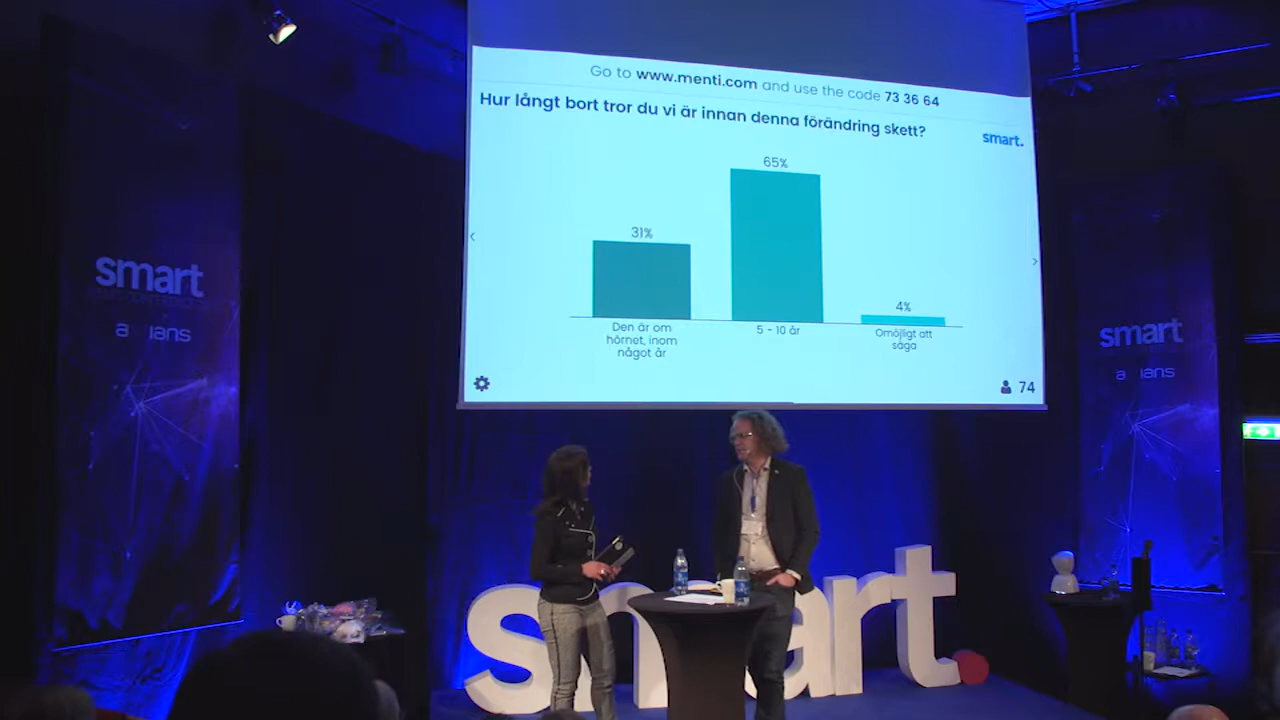 Go to www.menti.com and use the code 73 36 64
Hur långt bort tror du vi är innan denna förändring skett?
smart.
31%
65%
4%
Den är om
hörnet, inom
något år
5 - 10 år
Omöjligt att
säga
74
smart
smart
smart.